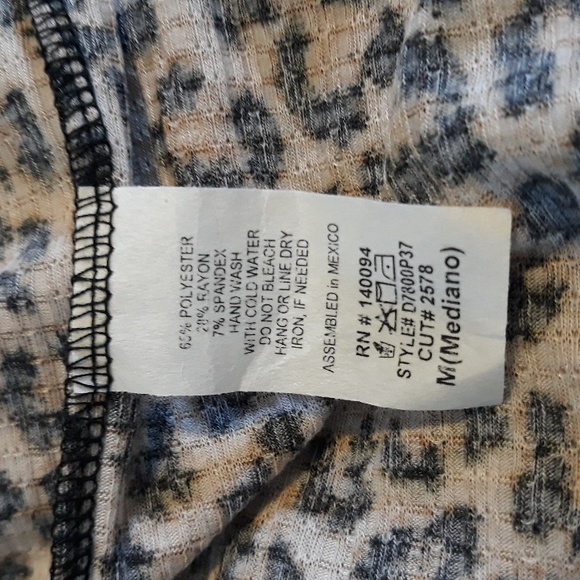 65% POLYESTER
28% RAYON
7% SPANDEX
HAND WASH
WITH COLD WATER
DO NOT BLEACH
HANG OR LINE DRY
IRON, IF NEEDED
ASSEMBLED in MEXICO
RN # 140094
STYLE# D7800P37
CUT# 2578
M(Mediano)